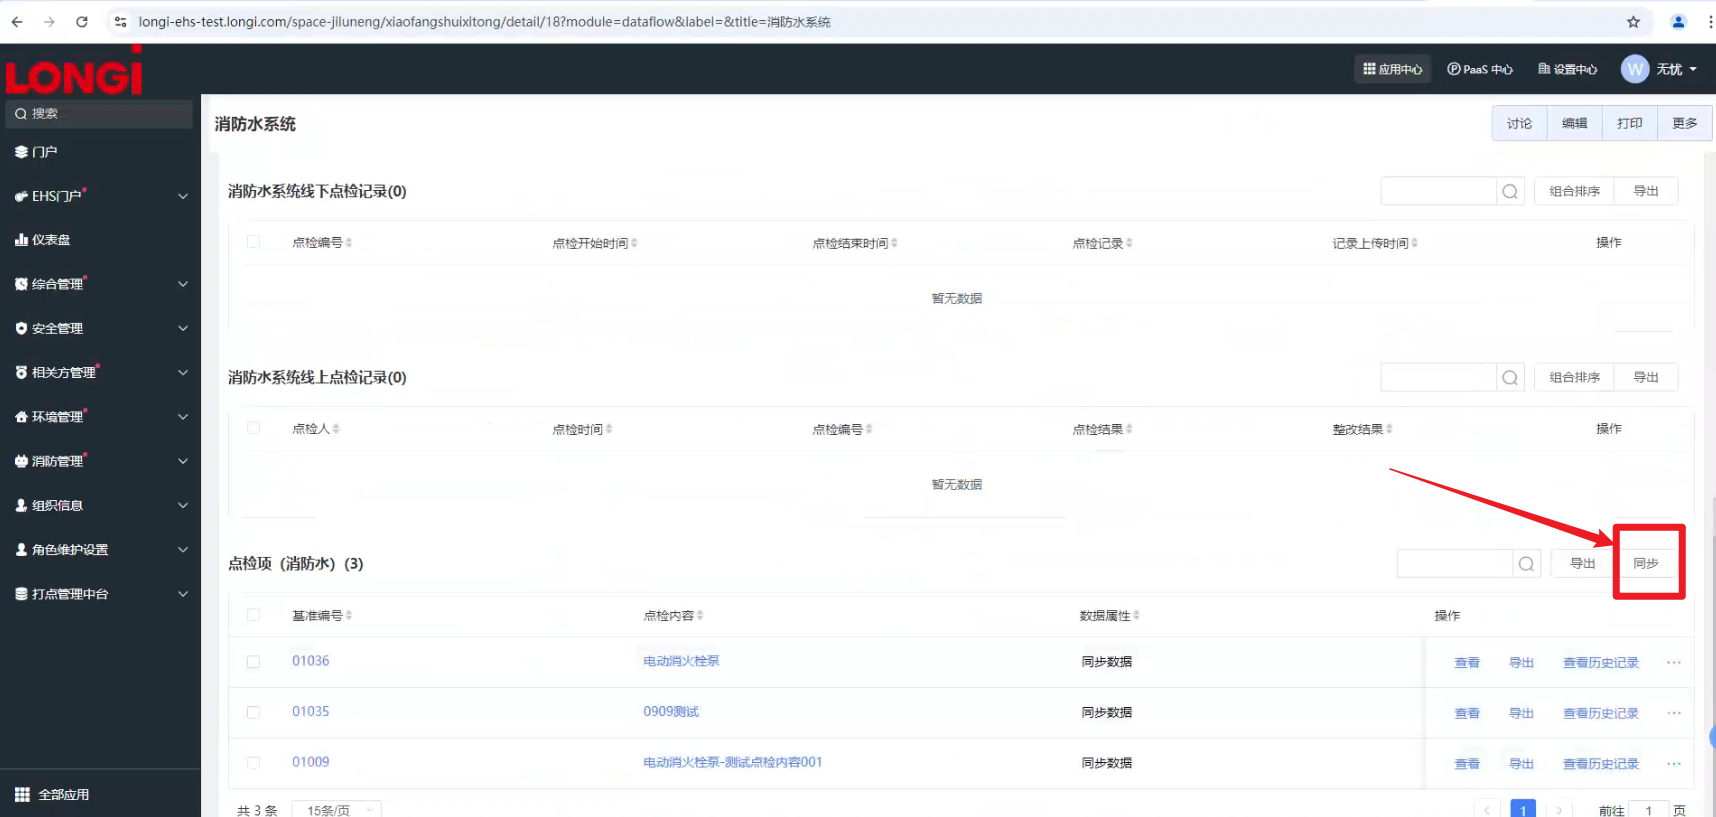 longi-ehs-test.longi.com/space-jiluneng/xiaofangshuixitong/detail/18?module=dataflow&label=&title=消防水系统
LONGi
应用中心
PaaS 中心
设置中心
W
无忧
搜索
门户
EHS门户
仪表盘
综合管理
安全管理
相关方管理
环境管理
消防管理
组织信息
角色维护设置
打点管理中台
全部应用
消防水系统
讨论
编辑
打印
更多
消防水系统线下点检记录(0)
组合排序
导出
点检编号 点检开始时间 点检结束时间 点检记录 记录上传时间 操作
暂无数据
消防水系统线上点检记录(0)
组合排序
导出
点检人 点检时间 点检编号 点检结果 整改结果 操作
暂无数据
点检项（消防水）(3)
导出
同步
基准编号 点检内容 数据属性 操作
01036 电动消火栓泵 同步数据 查看 导出 查看历史记录 ···
01035 0909测试 同步数据 查看 导出 查看历史记录 ···
01009 电动消火栓泵-测试点检内容001 同步数据 查看 导出 查看历史记录 ···
共 3 条 15条/页 1 前往 1 页